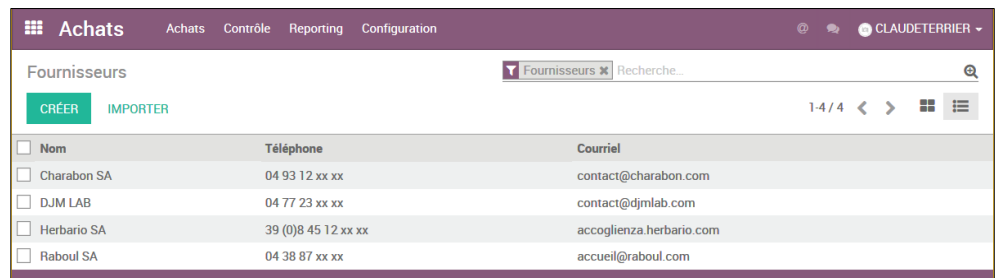 Achats Achats Contrôle Reporting Configuration @ CLAUDETERRIER
Fournisseurs Fournisseurs Recherche...
CRÉER IMPORTER 1-4 / 4
Nom Téléphone Courriel
Charabon SA 04 93 12 xx xx contact@charabon.com
DJM LAB 04 77 23 xx xx contact@djmlab.com
Herbario SA 39 (0)8 45 12 xx xx accoglienza.herbario.com
Raboul SA 04 38 87 xx xx accueil@raboul.com